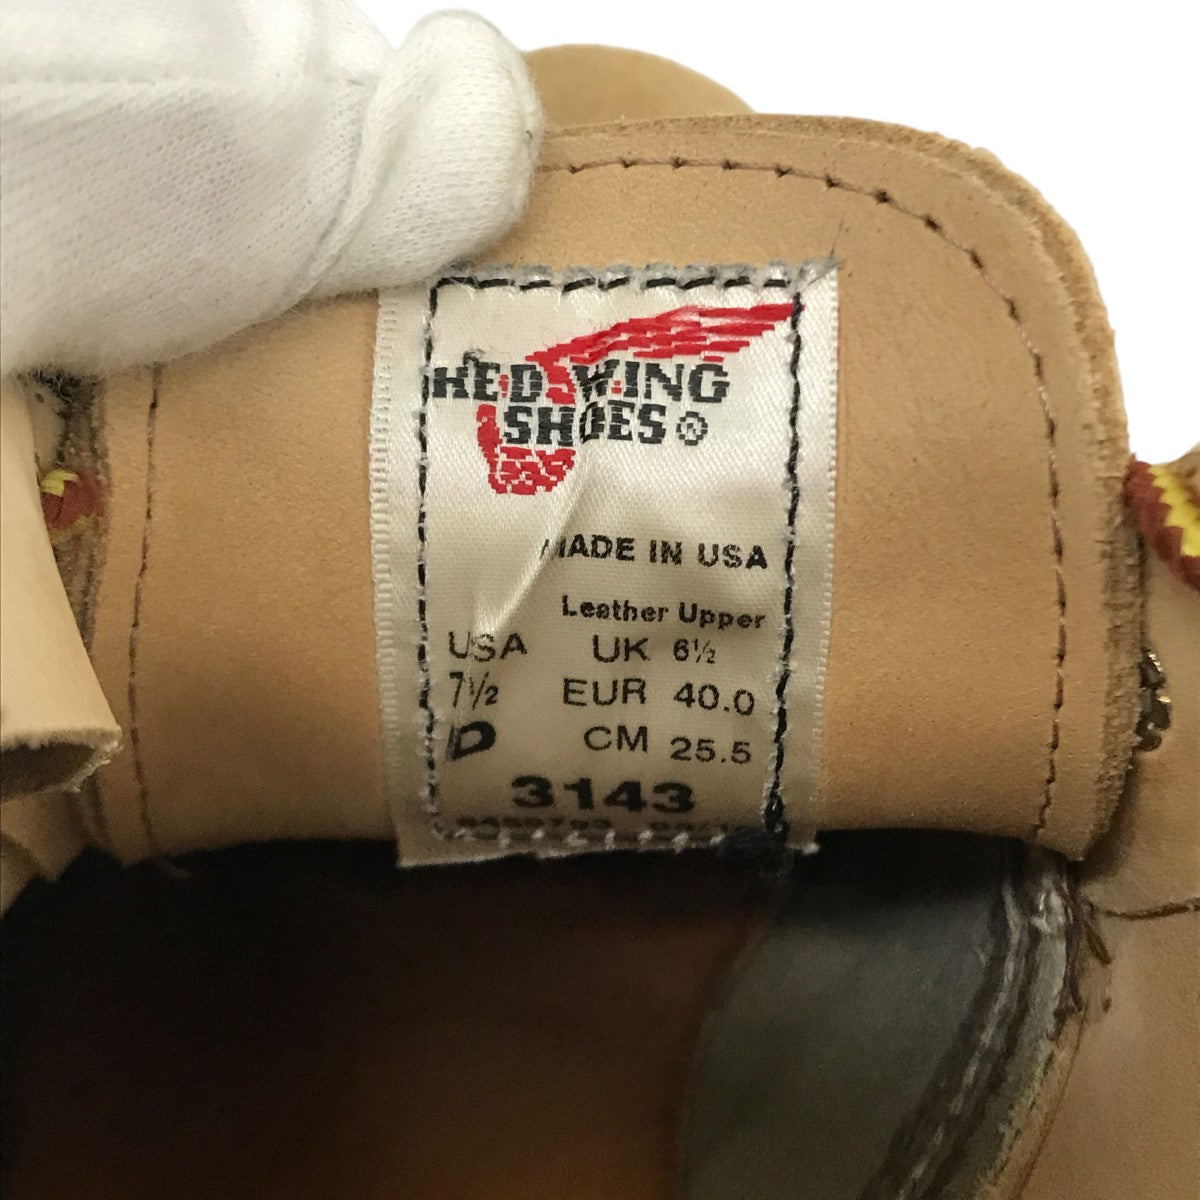 RED WING
SHOES ®
MADE IN USA
Leather Upper
USA UK 6½
7½ EUR 40.0
D CM 25.5
3143